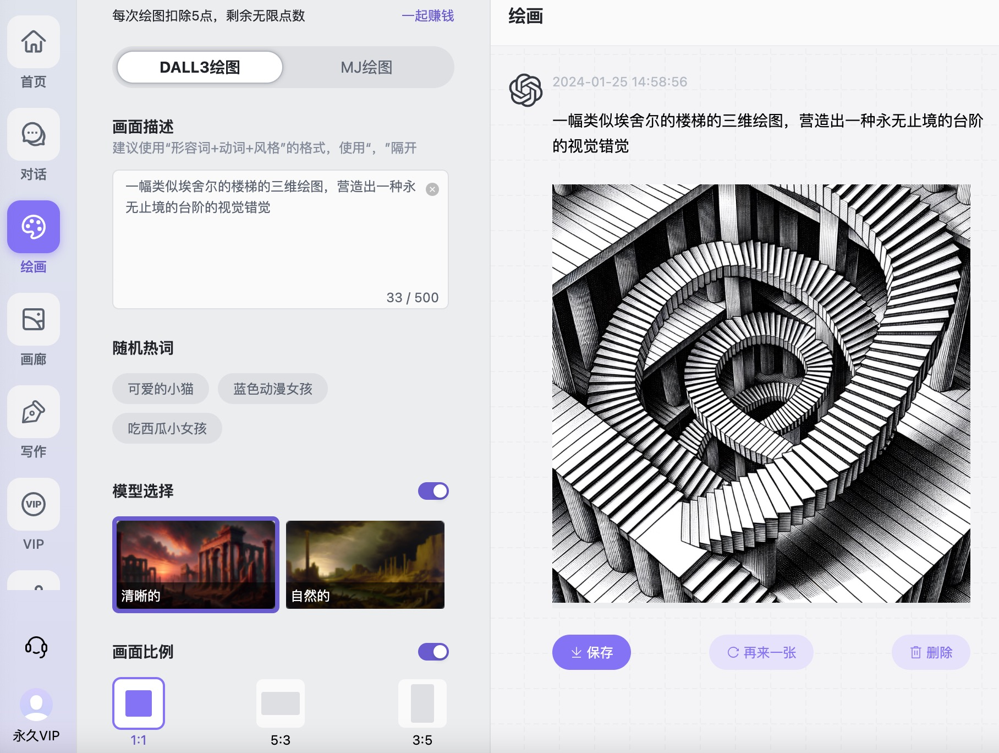 首页
对话
绘画
画廊
写作
VIP
VIP
永久VIP
每次绘图扣除5点，剩余无限点数
一起赚钱
DALL3绘图
MJ绘图
画面描述
建议使用“形容词+动词+风格”的格式，使用“，”隔开
一幅类似埃舍尔的楼梯的三维绘图，营造出一种永
无止境的台阶的视觉错觉
33 / 500
随机热词
可爱的小猫
蓝色动漫女孩
吃西瓜小女孩
模型选择
清晰的
自然的
画面比例
1:1
5:3
3:5
绘画
2024-01-25 14:58:56
一幅类似埃舍尔的楼梯的三维绘图，营造出一种永无止境的台阶
的视觉错觉
保存
再来一张
删除